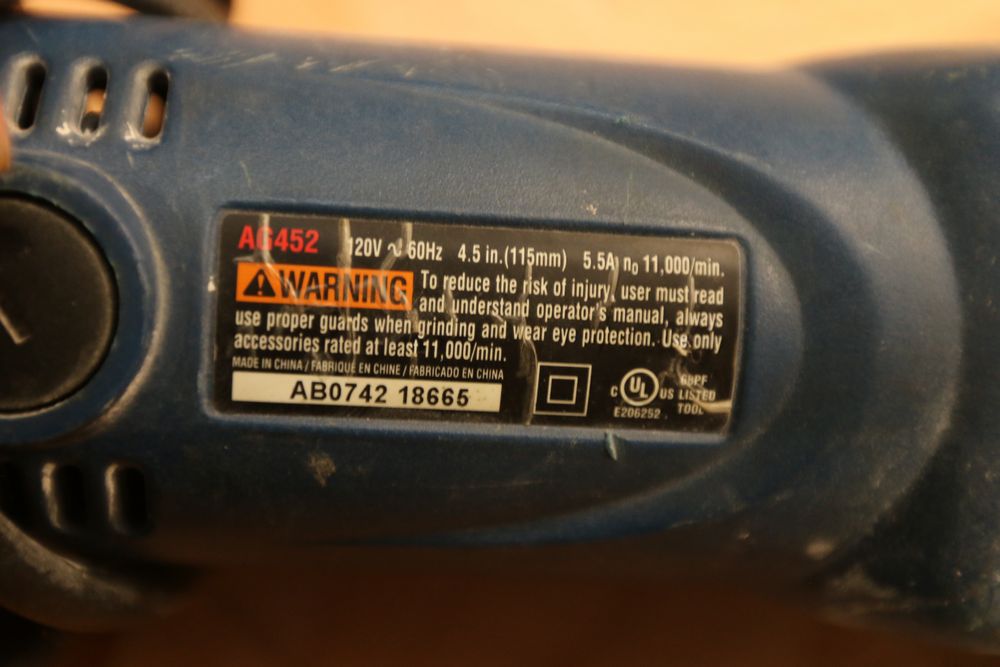 AG452 120V ~ 60Hz 4.5 in.(115mm) 5.5A n₀ 11,000/min.
⚠WARNING To reduce the risk of injury, user must read
and understand operator's manual, always
use proper guards when grinding and wear eye protection. Use only
accessories rated at least 11,000/min.
MADE IN CHINA / FABRIQUE EN CHINE / FABRICADO EN CHINA
AB0742 18665
C UL US LISTED
E206252 TOOL